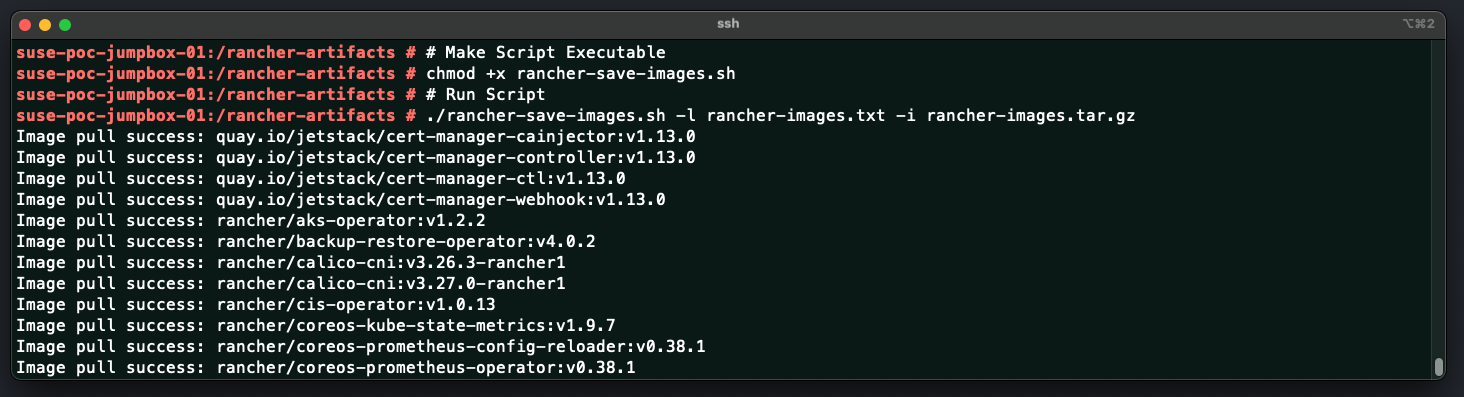 ssh
⌥⌘2
suse-poc-jumpbox-01:/rancher-artifacts # # Make Script Executable
suse-poc-jumpbox-01:/rancher-artifacts # chmod +x rancher-save-images.sh
suse-poc-jumpbox-01:/rancher-artifacts # # Run Script
suse-poc-jumpbox-01:/rancher-artifacts # ./rancher-save-images.sh -l rancher-images.txt -i rancher-images.tar.gz
Image pull success: quay.io/jetstack/cert-manager-cainjector:v1.13.0
Image pull success: quay.io/jetstack/cert-manager-controller:v1.13.0
Image pull success: quay.io/jetstack/cert-manager-ctl:v1.13.0
Image pull success: quay.io/jetstack/cert-manager-webhook:v1.13.0
Image pull success: rancher/aks-operator:v1.2.2
Image pull success: rancher/backup-restore-operator:v4.0.2
Image pull success: rancher/calico-cni:v3.26.3-rancher1
Image pull success: rancher/calico-cni:v3.27.0-rancher1
Image pull success: rancher/cis-operator:v1.0.13
Image pull success: rancher/coreos-kube-state-metrics:v1.9.7
Image pull success: rancher/coreos-prometheus-config-reloader:v0.38.1
Image pull success: rancher/coreos-prometheus-operator:v0.38.1